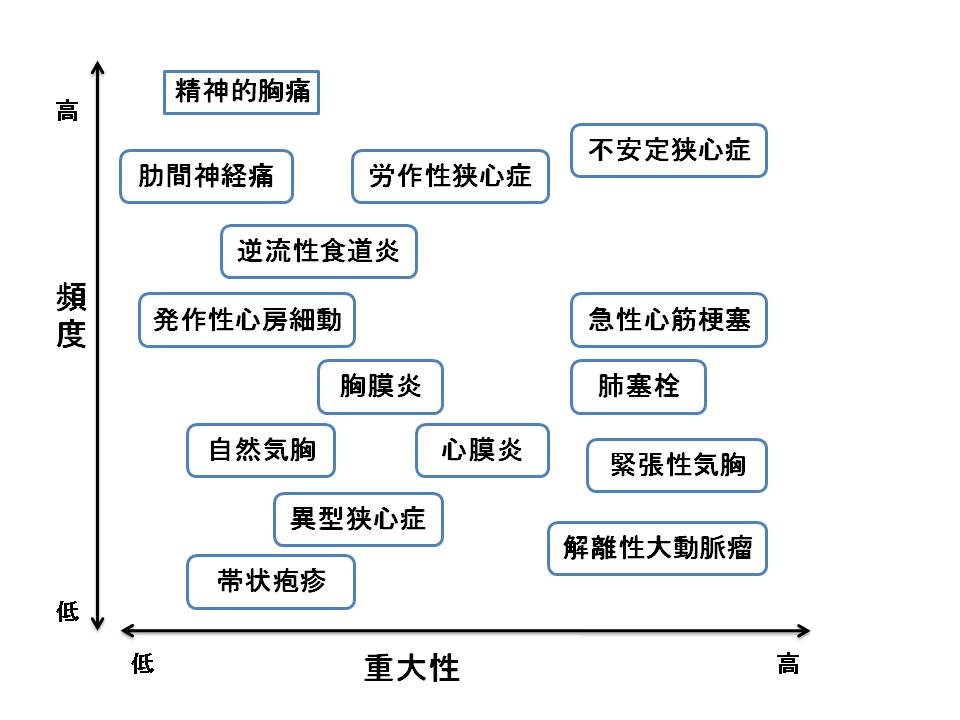 精神的胸痛
高
不安定狭心症
肋間神経痛
労作性狭心症
逆流性食道炎
頻度
発作性心房細動
急性心筋梗塞
胸膜炎
肺塞栓
自然気胸
心膜炎
緊張性気胸
異型狭心症
解離性大動脈瘤
帯状疱疹
低
低
重大性
高